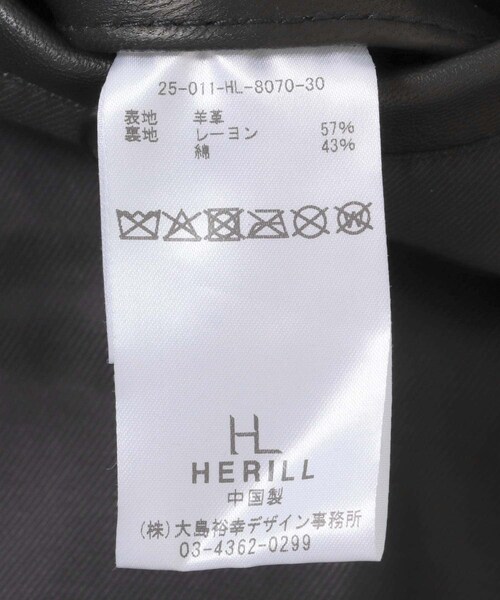 25-011-HL-8070-30
表地 羊革
裏地 レーヨン 57%
綿 43%
W
HL
HERILL
中国製
(株)大島裕幸デザイン事務所
03-4362-0299